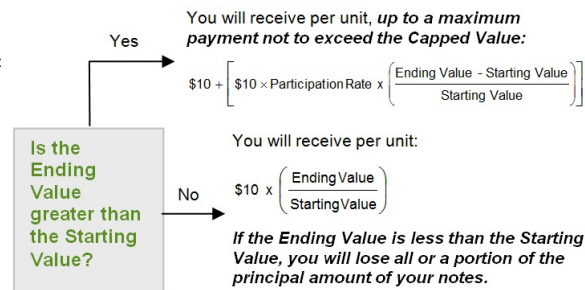 You will receive per unit, up to a maximum
Yes
payment not to exceed the Capped Value:
:
$10 + [ $10 × Participation Rate x ( Ending Value - Starting Value / Starting Value ) ]
Is the
Ending
Value
greater than
the Starting
Value?
You will receive per unit:
No
$10 x ( Ending Value / Starting Value )
If the Ending Value is less than the Starting
Value, you will lose all or a portion of the
principal amount of your notes.